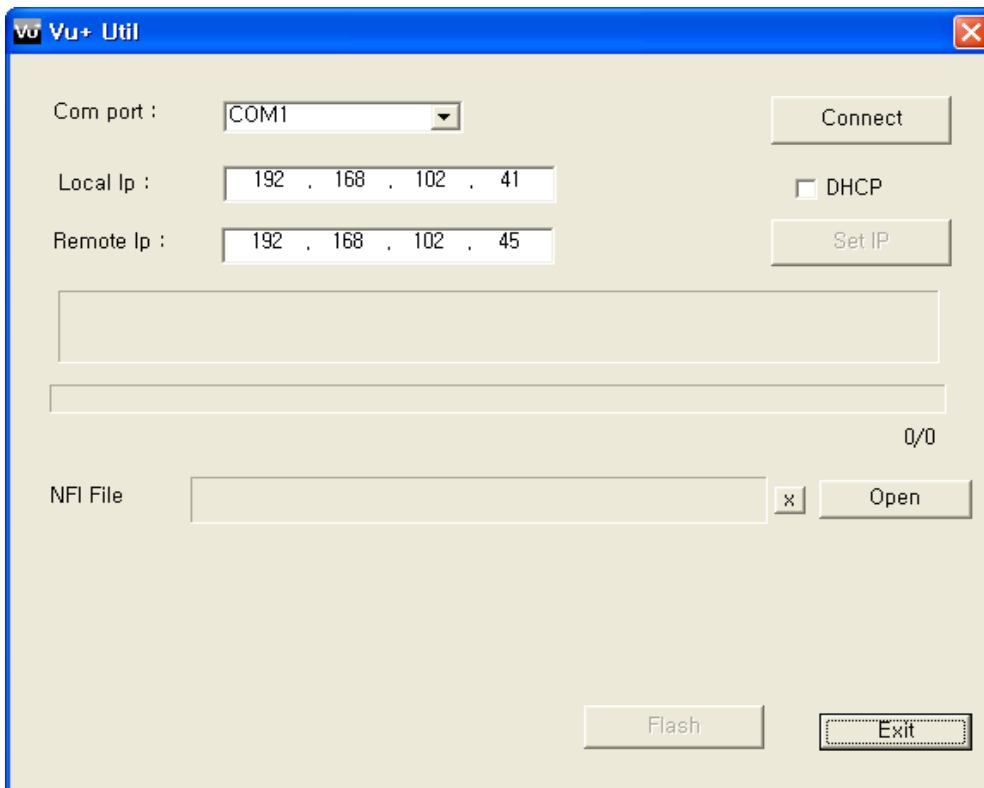 Vu+ Vu+ Util
Com port : COM1 Connect
Local Ip : 192 . 168 . 102 . 41 DHCP
Remote Ip : 192 . 168 . 102 . 45 Set IP
0/0
NFI File x Open
Flash Exit